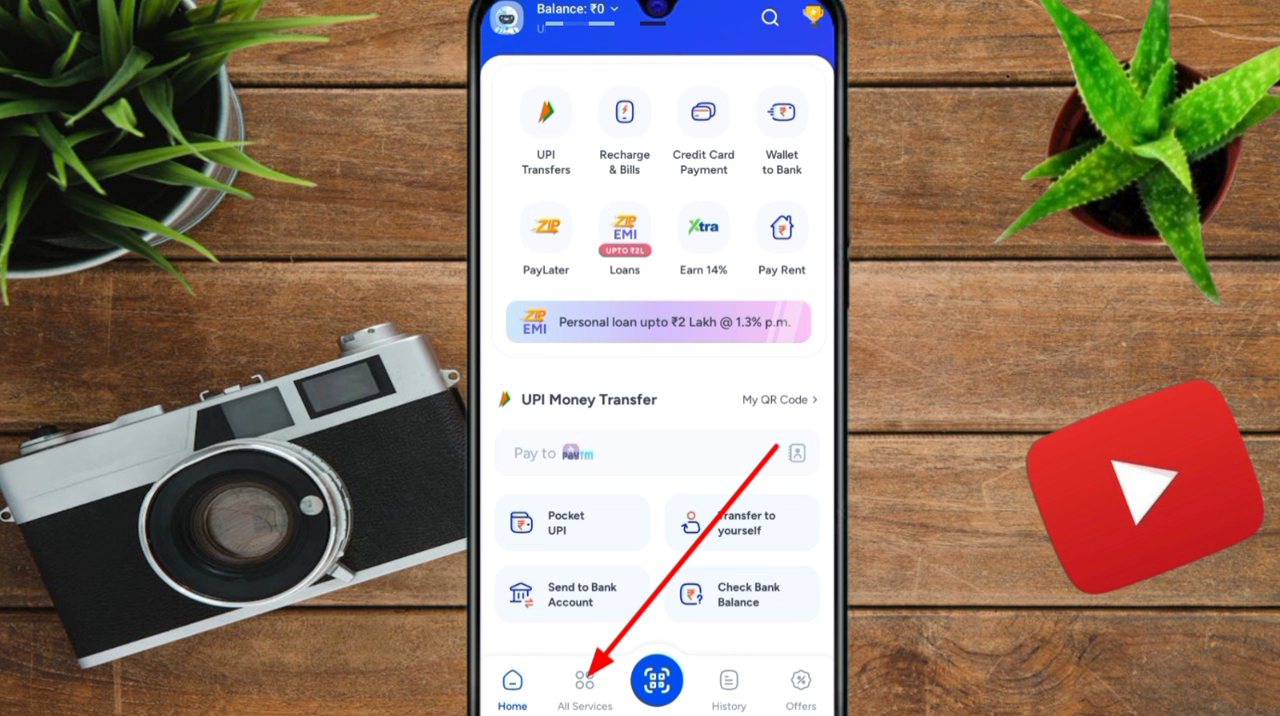 Balance: ₹0
UPI
Transfers
Recharge
& Bills
Credit Card
Payment
Wallet
to Bank
ZIP
PayLater
ZIP
EMI
UPTO ₹2L
Loans
Xtra
Earn 14%
Pay Rent
ZIP
EMI
Personal loan upto ₹2 Lakh @ 1.3% p.m.
UPI Money Transfer
My QR Code
Pay to
Paytm
Pocket
UPI
Transfer to
yourself
Send to Bank
Account
Check Bank
Balance
Home
All Services
History
Offers